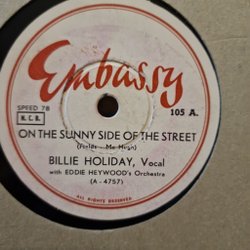 Embassy
SPEED 78
N.C.B.
105 A.
ON THE SUNNY SIDE OF THE STREET
(Fields - Mc Hugh)
BILLIE HOLIDAY, Vocal
with EDDIE HEYWOOD's Orchestra
(A - 4757)
ALL RIGHTS RESERVED